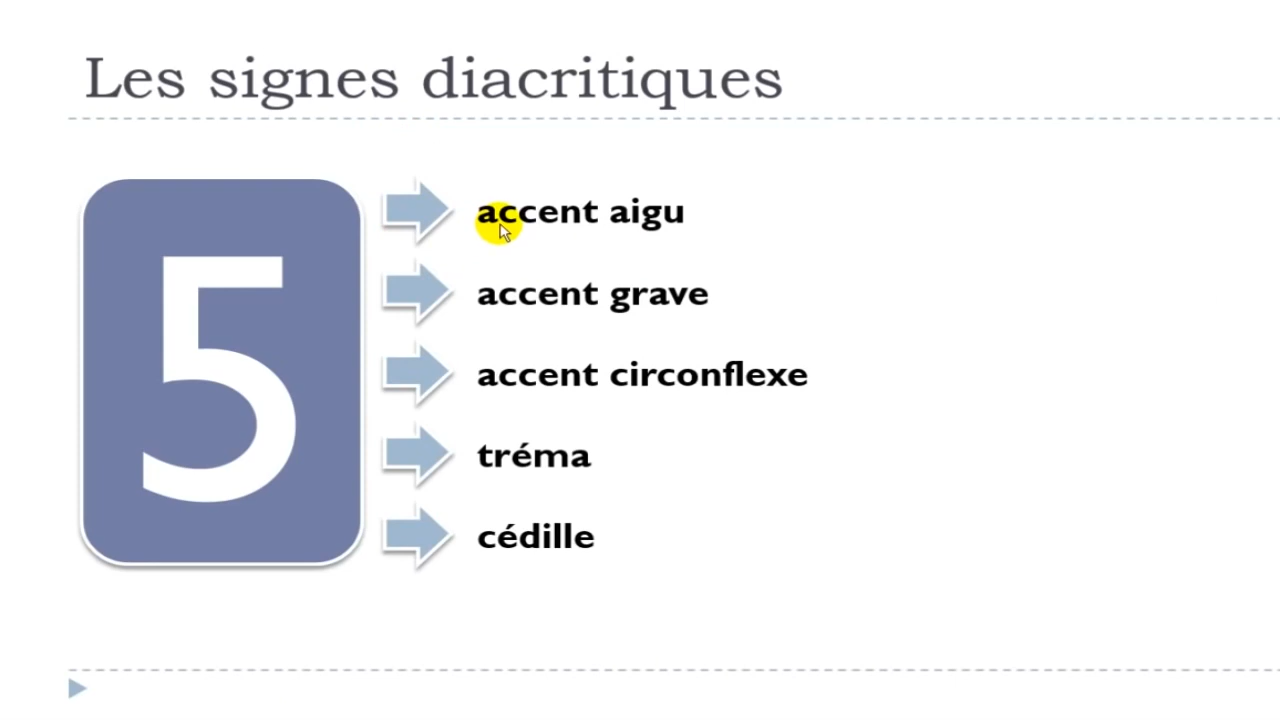 Les signes diacritiques
5
accent aigu
accent grave
accent circonflexe
tréma
cédille